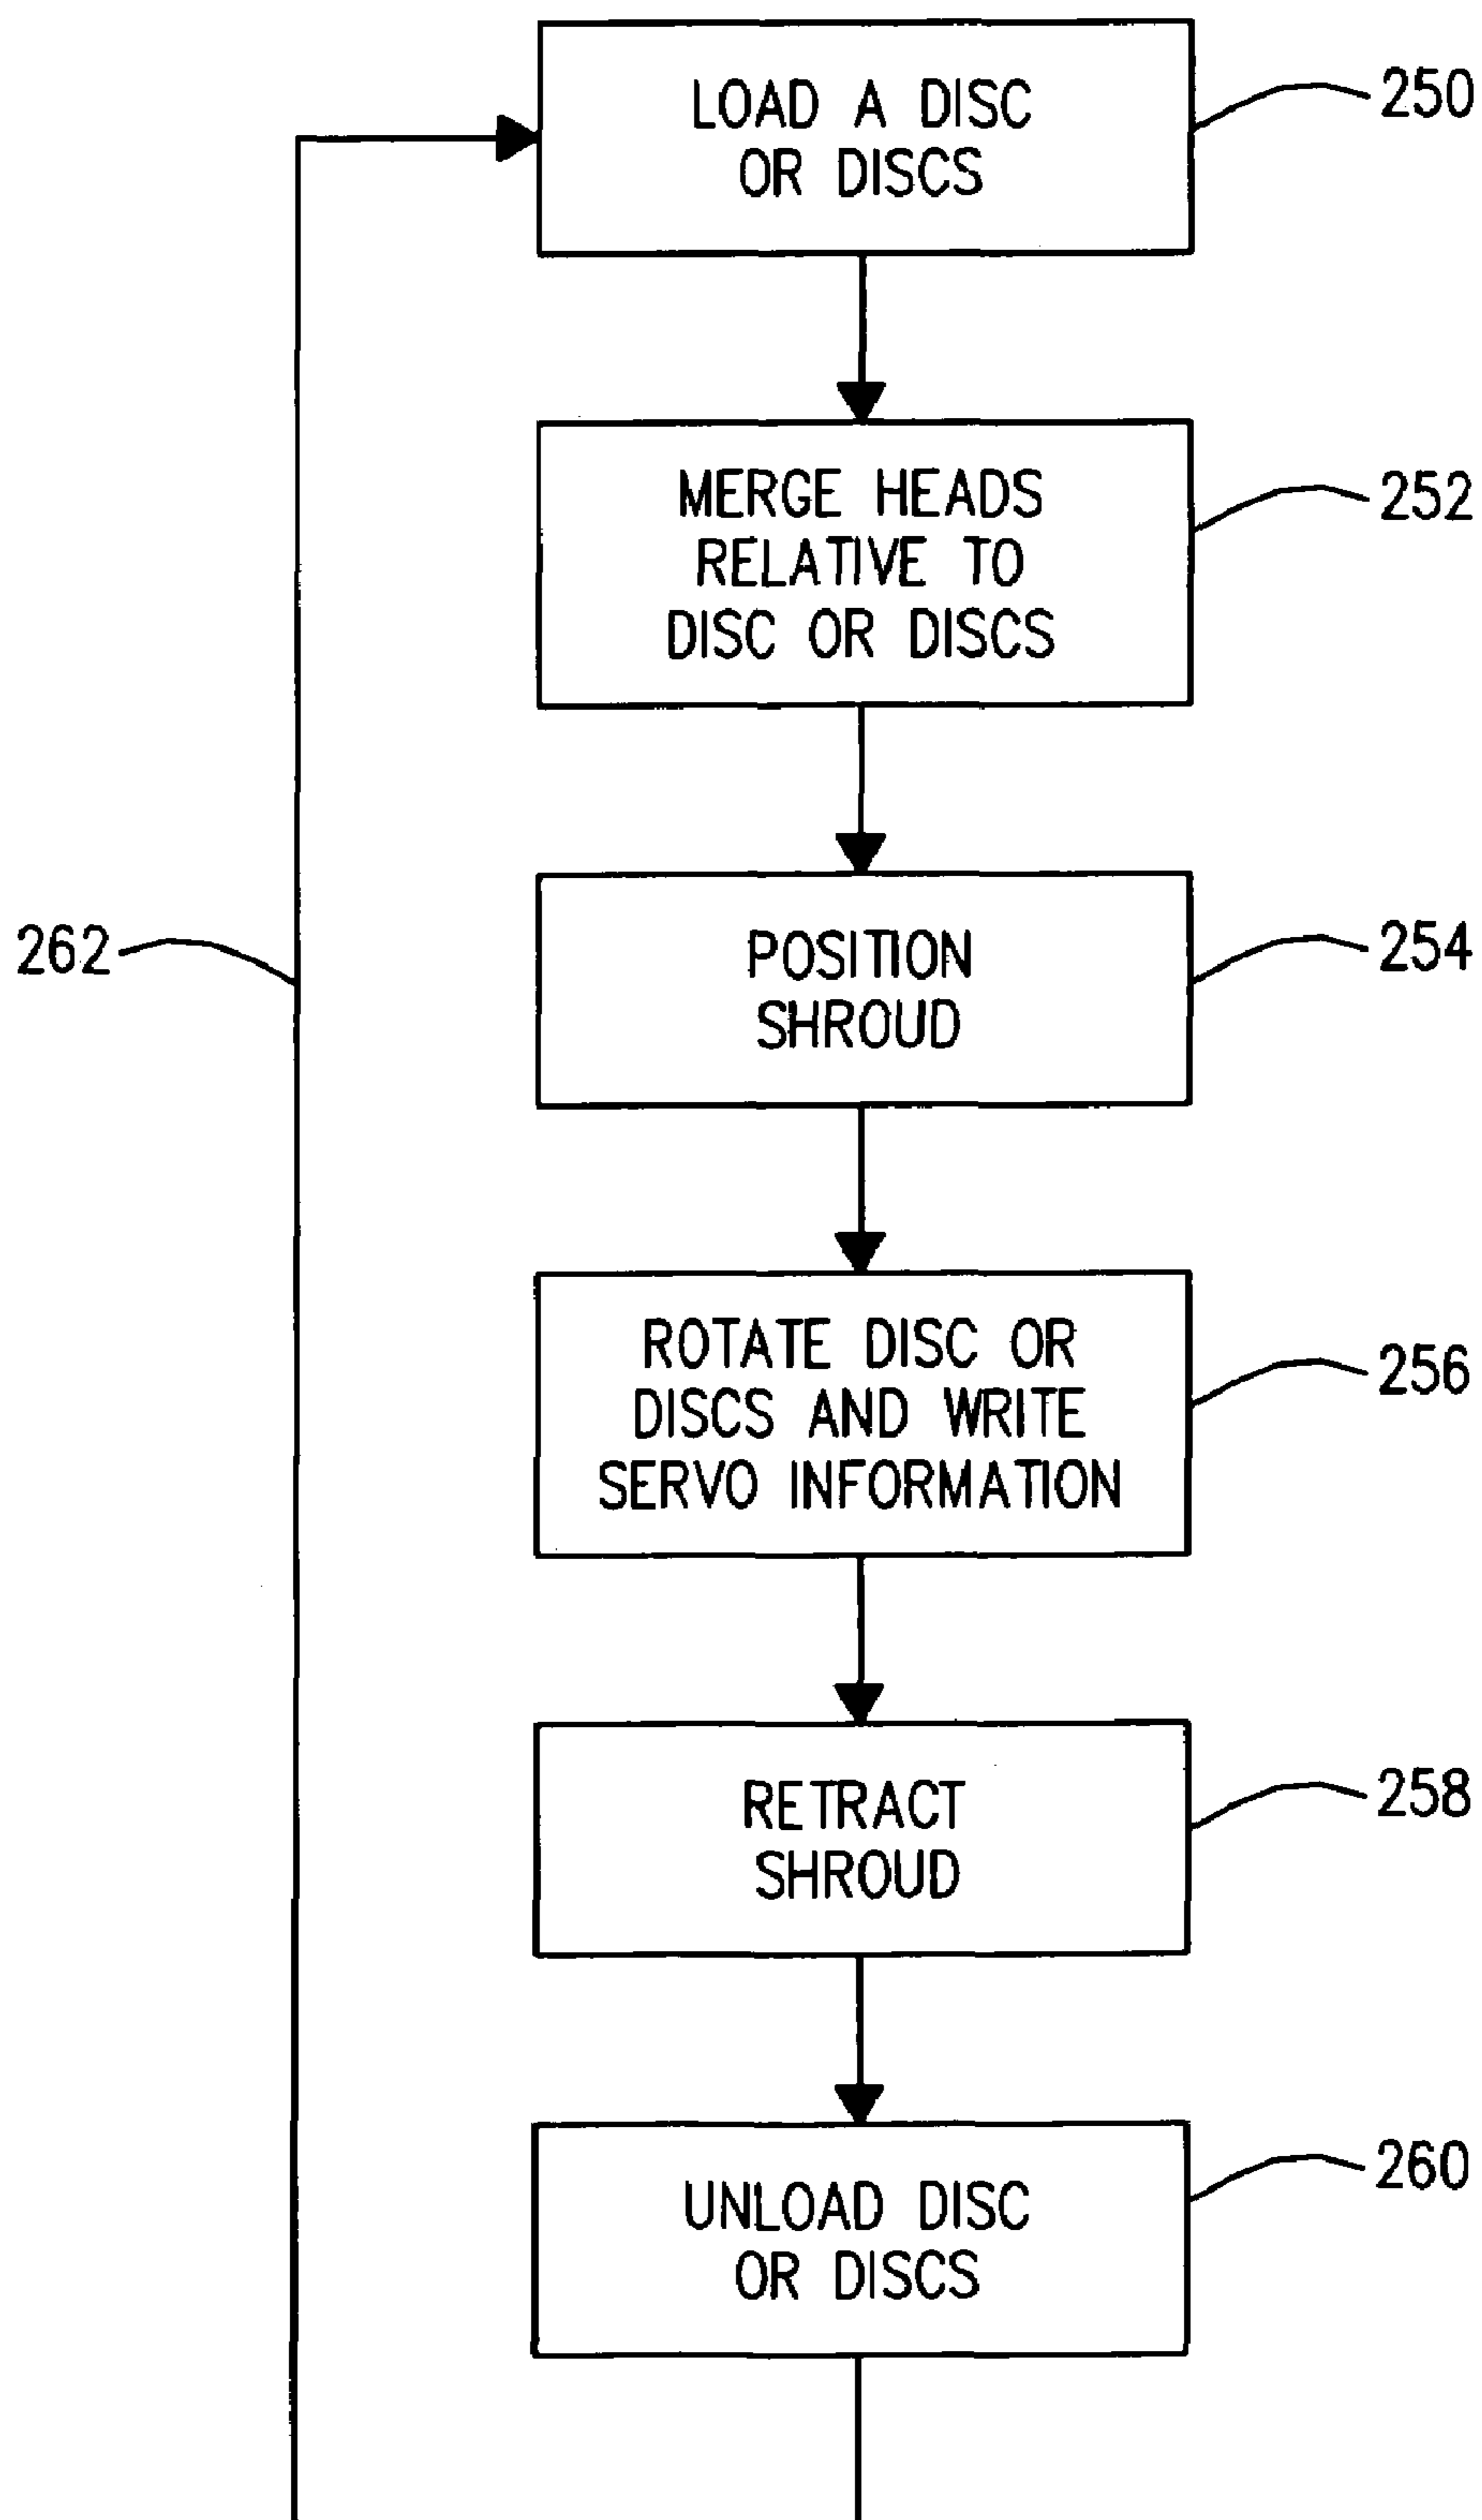 LOAD A DISC
OR DISCS
250
MERGE HEADS
RELATIVE TO
DISC OR DISCS
252
POSITION
SHROUD
254
262
ROTATE DISC OR
DISCS AND WRITE
SERVO INFORMATION
256
RETRACT
SHROUD
258
UNLOAD DISC
OR DISCS
260